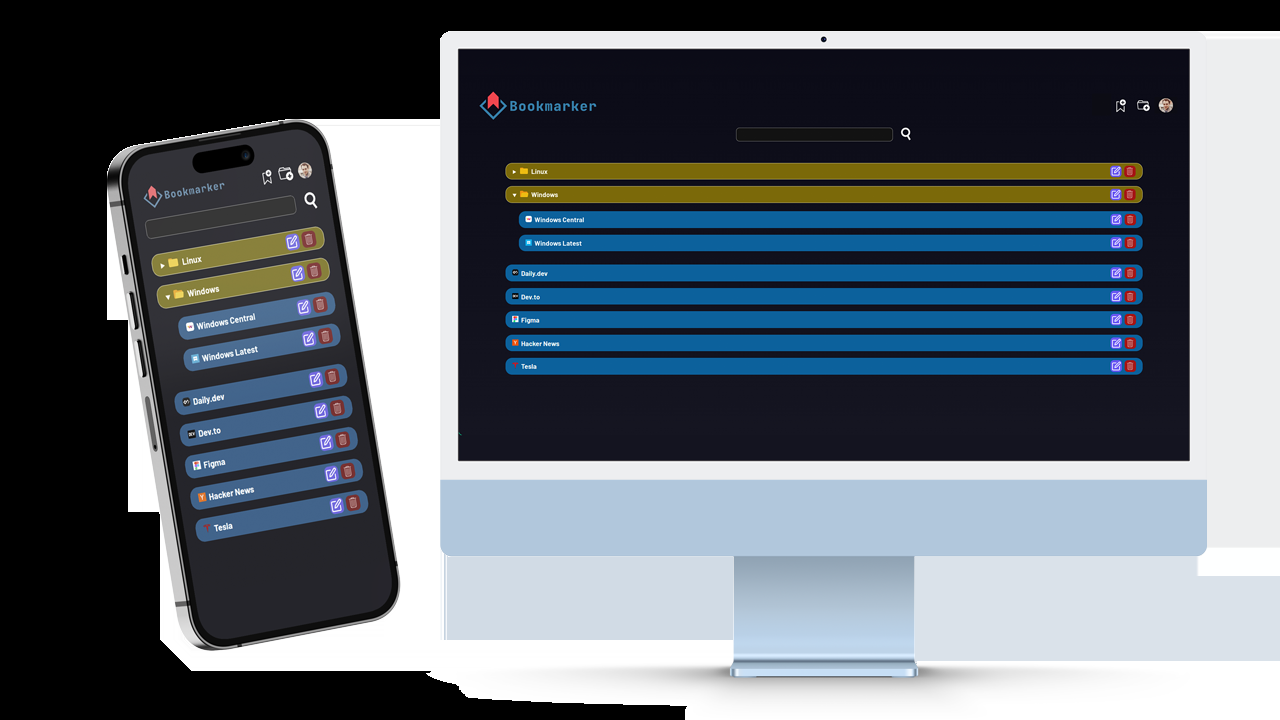 Bookmarker
Linux
Windows
Windows Central
Windows Latest
Daily.dev
Dev.to
Figma
Hacker News
Tesla
Bookmarker
Linux
Windows
Windows Central
Windows Latest
Daily.dev
Dev.to
Figma
Hacker News
Tesla